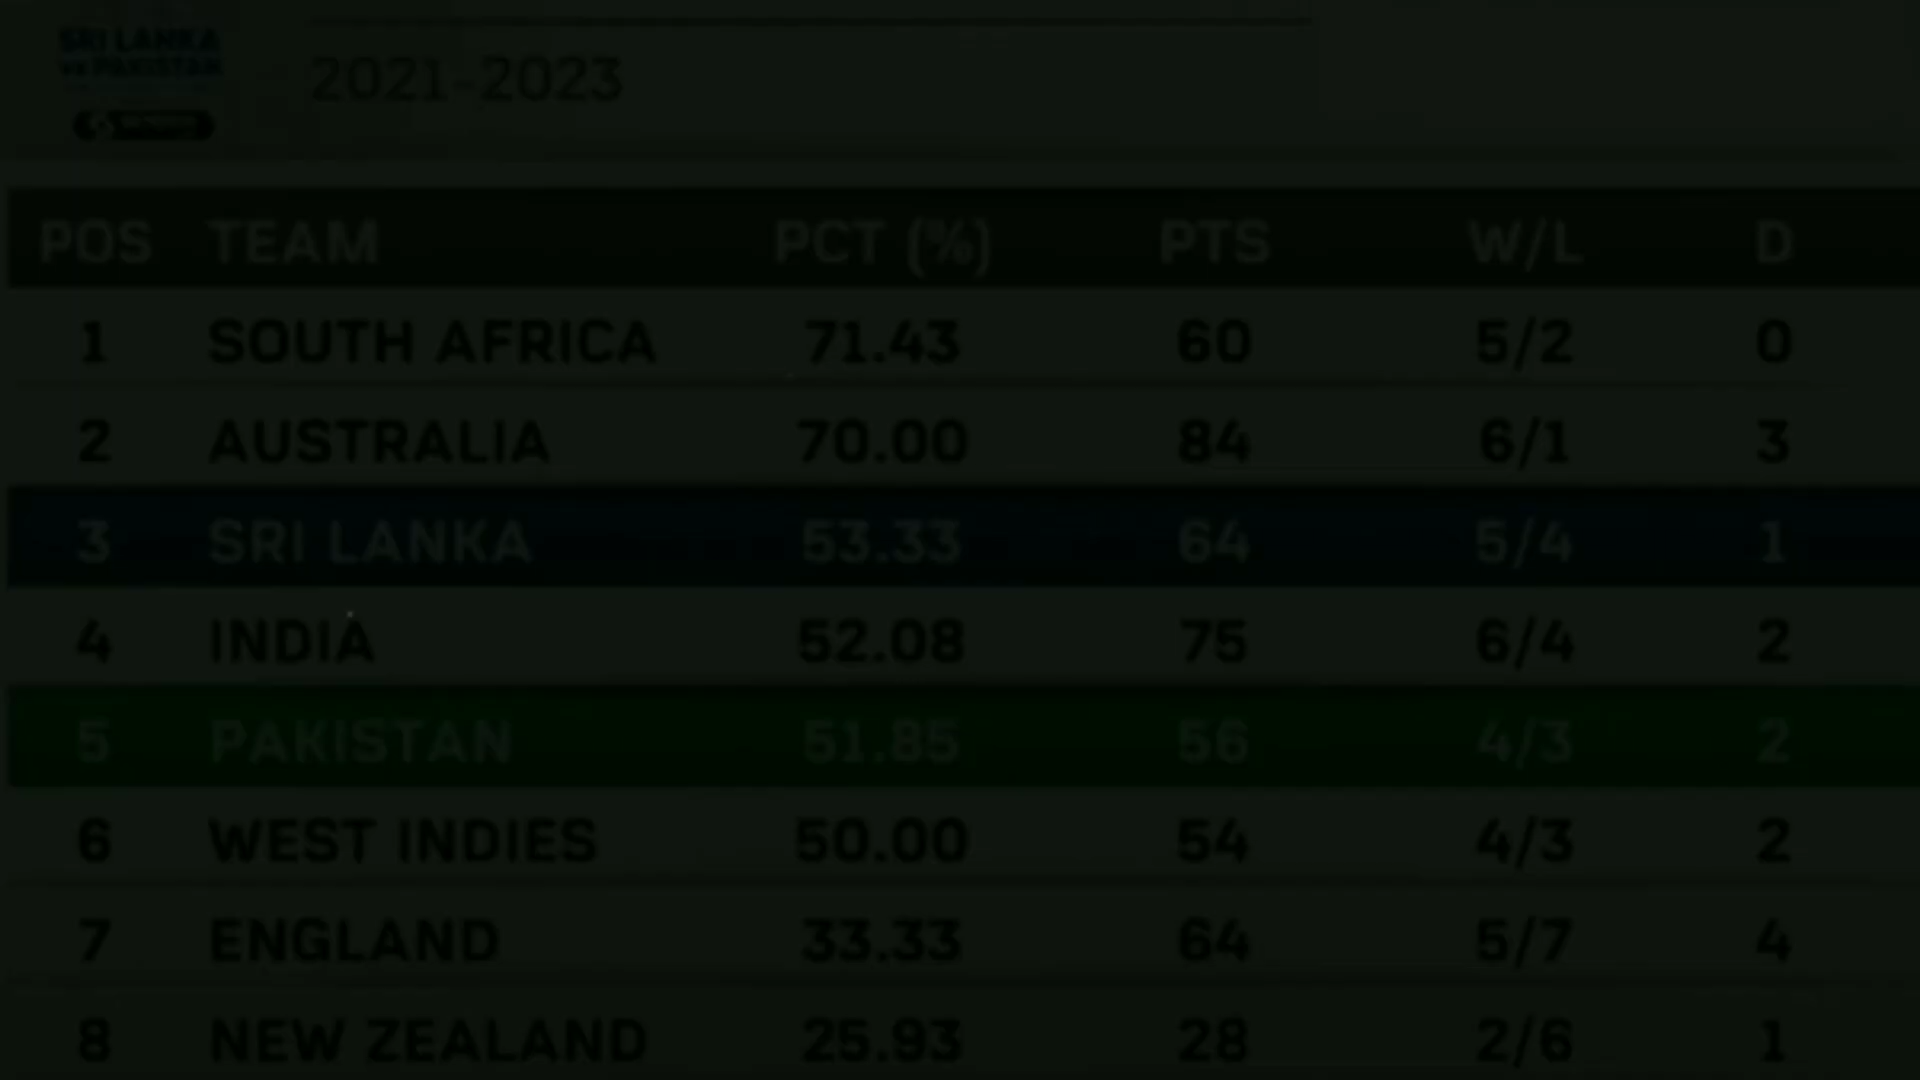 SRI LANKA
vs PAKISTAN
2021-2023
POS TEAM PCT (%) PTS W/L D
1 SOUTH AFRICA 71.43 60 5/2 0
2 AUSTRALIA 70.00 84 6/1 3
3 SRI LANKA 53.33 64 5/4 1
4 INDIA 52.08 75 6/4 2
5 PAKISTAN 51.85 56 4/3 2
6 WEST INDIES 50.00 54 4/3 2
7 ENGLAND 33.33 64 5/7 4
8 NEW ZEALAND 25.93 28 2/6 1